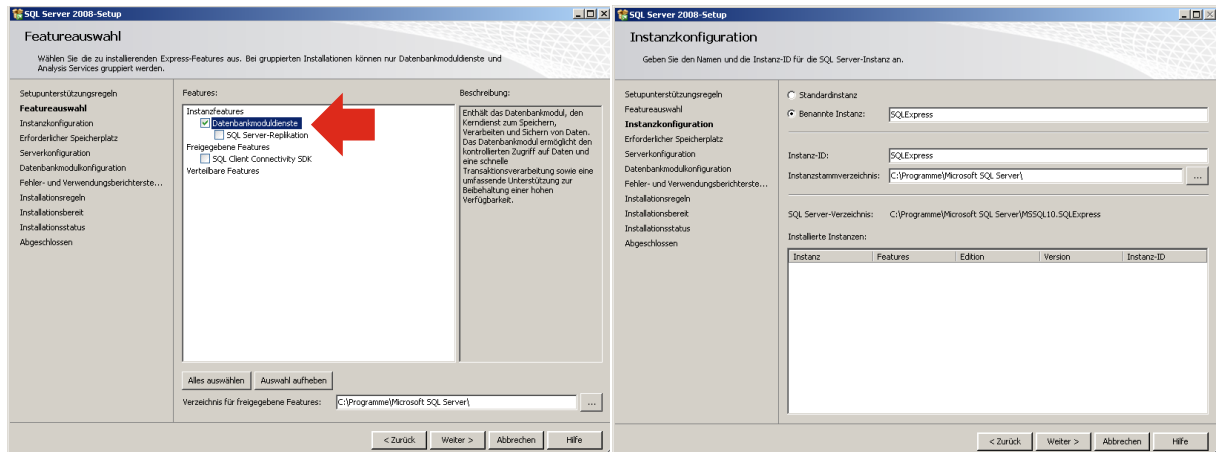 SQL Server 2008-Setup
Featureauswahl
Wählen Sie die zu installierenden Express-Features aus. Bei gruppierten Installationen können nur Datenbankmoduldienste und
Analysis Services gruppiert werden.
Setupunterstützungsregeln
Featureauswahl
Instanzkonfiguration
Erforderlicher Speicherplatz
Serverkonfiguration
Datenbankmodulkonfiguration
Fehler- und Verwendungsberichterste...
Installationsregeln
Installationsbereit
Installationsstatus
Abgeschlossen
Features:
Instanzfeatures
Datenbankmoduldienste
SQL Server-Replikation
Freigegebene Features
SQL Client Connectivity SDK
Verteilbare Features
Beschreibung:
Enthält das Datenbankmodul, den
Kerndienst zum Speichern,
Verarbeiten und Sichern von Daten.
Das Datenbankmodul ermöglicht den
kontrollierten Zugriff auf Daten und
eine schnelle
Transaktionsverarbeitung sowie eine
umfassende Unterstützung zur
Beibehaltung einer hohen
Verfügbarkeit.
Alles auswählen
Auswahl aufheben
Verzeichnis für freigegebene Features:
C:\Programme\Microsoft SQL Server\
...
< Zurück
Weiter >
Abbrechen
Hilfe
SQL Server 2008-Setup
Instanzkonfiguration
Geben Sie den Namen und die Instanz-ID für die SQL Server-Instanz an.
Setupunterstützungsregeln
Featureauswahl
Instanzkonfiguration
Erforderlicher Speicherplatz
Serverkonfiguration
Datenbankmodulkonfiguration
Fehler- und Verwendungsberichterste...
Installationsregeln
Installationsbereit
Installationsstatus
Abgeschlossen
Standardinstanz
Benannte Instanz:
SQLExpress
Instanz-ID:
SQLExpress
Instanzstammverzeichnis:
C:\Programme\Microsoft SQL Server\
...
SQL Server-Verzeichnis:
C:\Programme\Microsoft SQL Server\MSSQL10.SQLExpress
Installierte Instanzen:
Instanz
Features
Edition
Version
Instanz-ID
< Zurück
Weiter >
Abbrechen
Hilfe